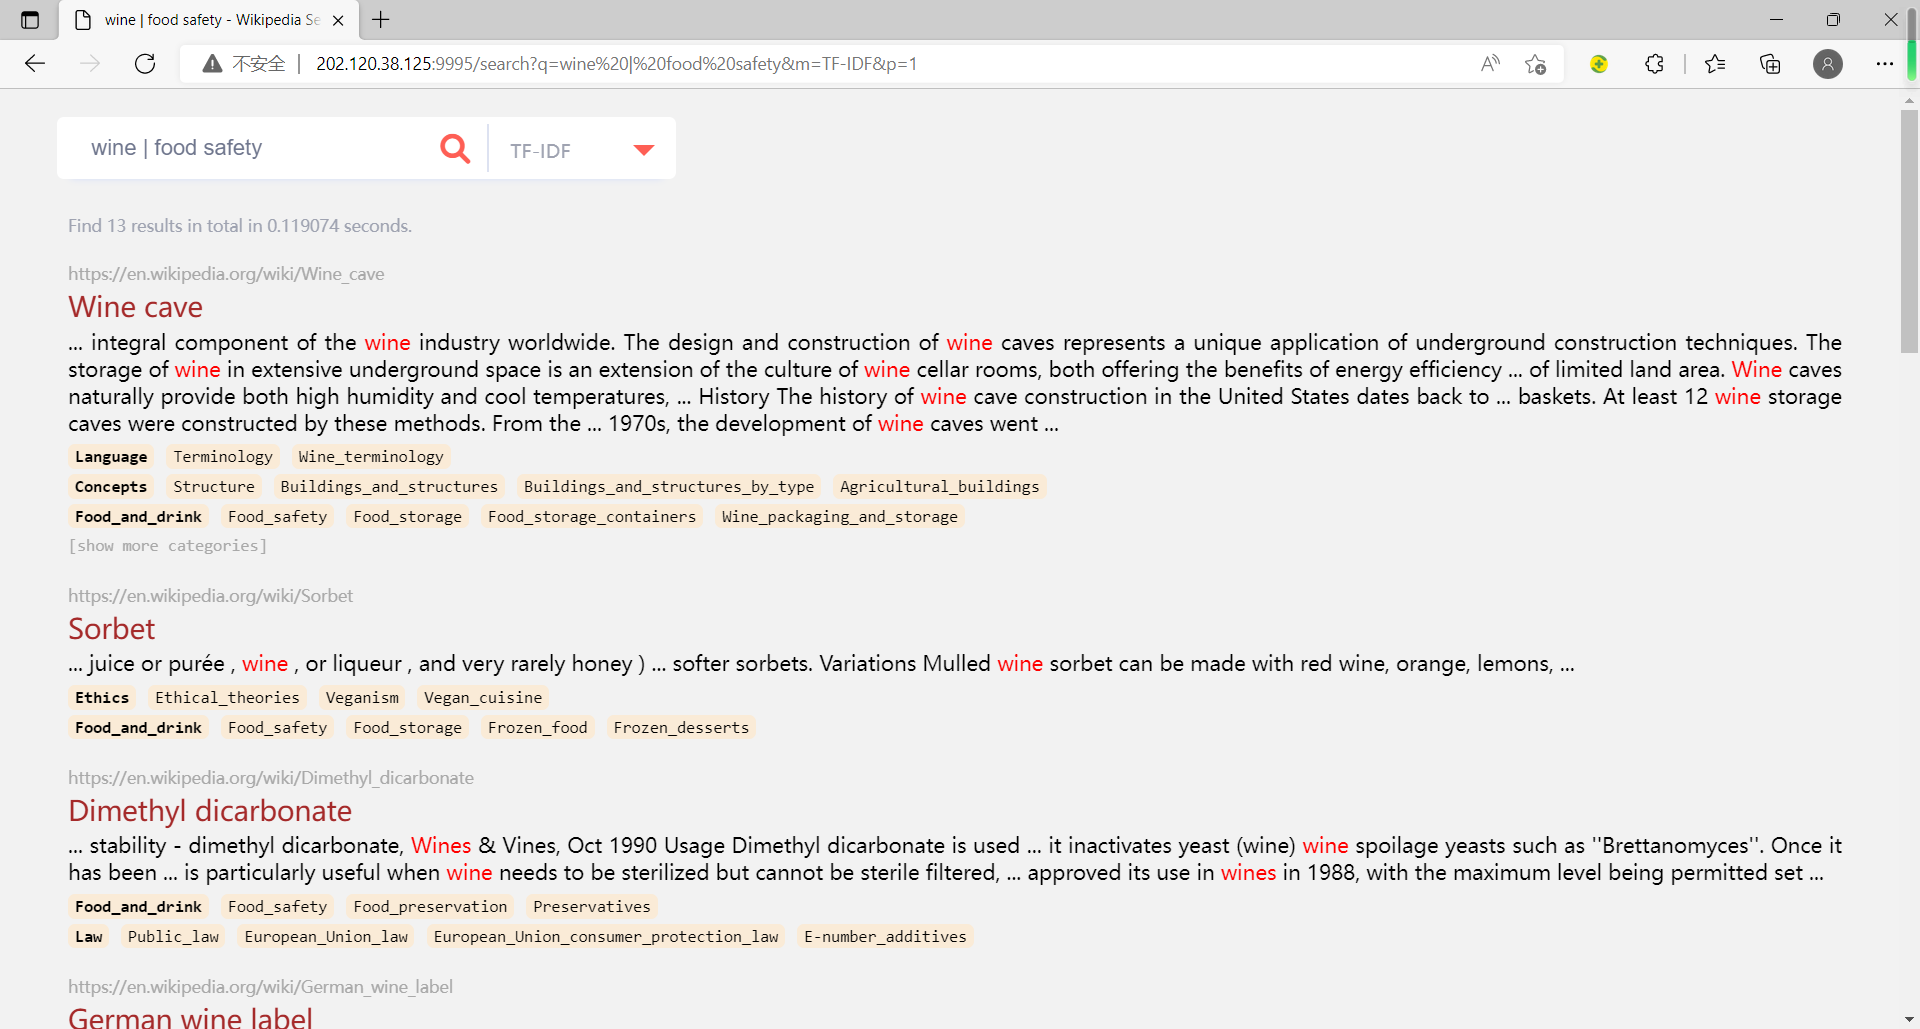 wine | food safety - Wikipedia Se
不安全 | 202.120.38.125:9995/search?q=wine%20|%20food%20safety&m=TF-IDF&p=1
wine | food safety
TF-IDF
Find 13 results in total in 0.119074 seconds.
https://en.wikipedia.org/wiki/Wine_cave
Wine cave
... integral component of the wine industry worldwide. The design and construction of wine caves represents a unique application of underground construction techniques. The
storage of wine in extensive underground space is an extension of the culture of wine cellar rooms, both offering the benefits of energy efficiency ... of limited land area. Wine caves
naturally provide both high humidity and cool temperatures, ... History The history of wine cave construction in the United States dates back to ... baskets. At least 12 wine storage
caves were constructed by these methods. From the ... 1970s, the development of wine caves went ...
Language Terminology Wine_terminology
Concepts Structure Buildings_and_structures Buildings_and_structures_by_type Agricultural_buildings
Food_and_drink Food_safety Food_storage Food_storage_containers Wine_packaging_and_storage
[show more categories]
https://en.wikipedia.org/wiki/Sorbet
Sorbet
... juice or purée , wine , or liqueur , and very rarely honey ) ... softer sorbets. Variations Mulled wine sorbet can be made with red wine, orange, lemons, ...
Ethics Ethical_theories Veganism Vegan_cuisine
Food_and_drink Food_safety Food_storage Frozen_food Frozen_desserts
https://en.wikipedia.org/wiki/Dimethyl_dicarbonate
Dimethyl dicarbonate
... stability - dimethyl dicarbonate, Wines & Vines, Oct 1990 Usage Dimethyl dicarbonate is used ... it inactivates yeast (wine) wine spoilage yeasts such as ''Brettanomyces''. Once it
has been ... is particularly useful when wine needs to be sterilized but cannot be sterile filtered, ... approved its use in wines in 1988, with the maximum level being permitted set ...
Food_and_drink Food_safety Food_preservation Preservatives
Law Public_law European_Union_law European_Union_consumer_protection_law E-number_additives
https://en.wikipedia.org/wiki/German_wine_label
German wine label